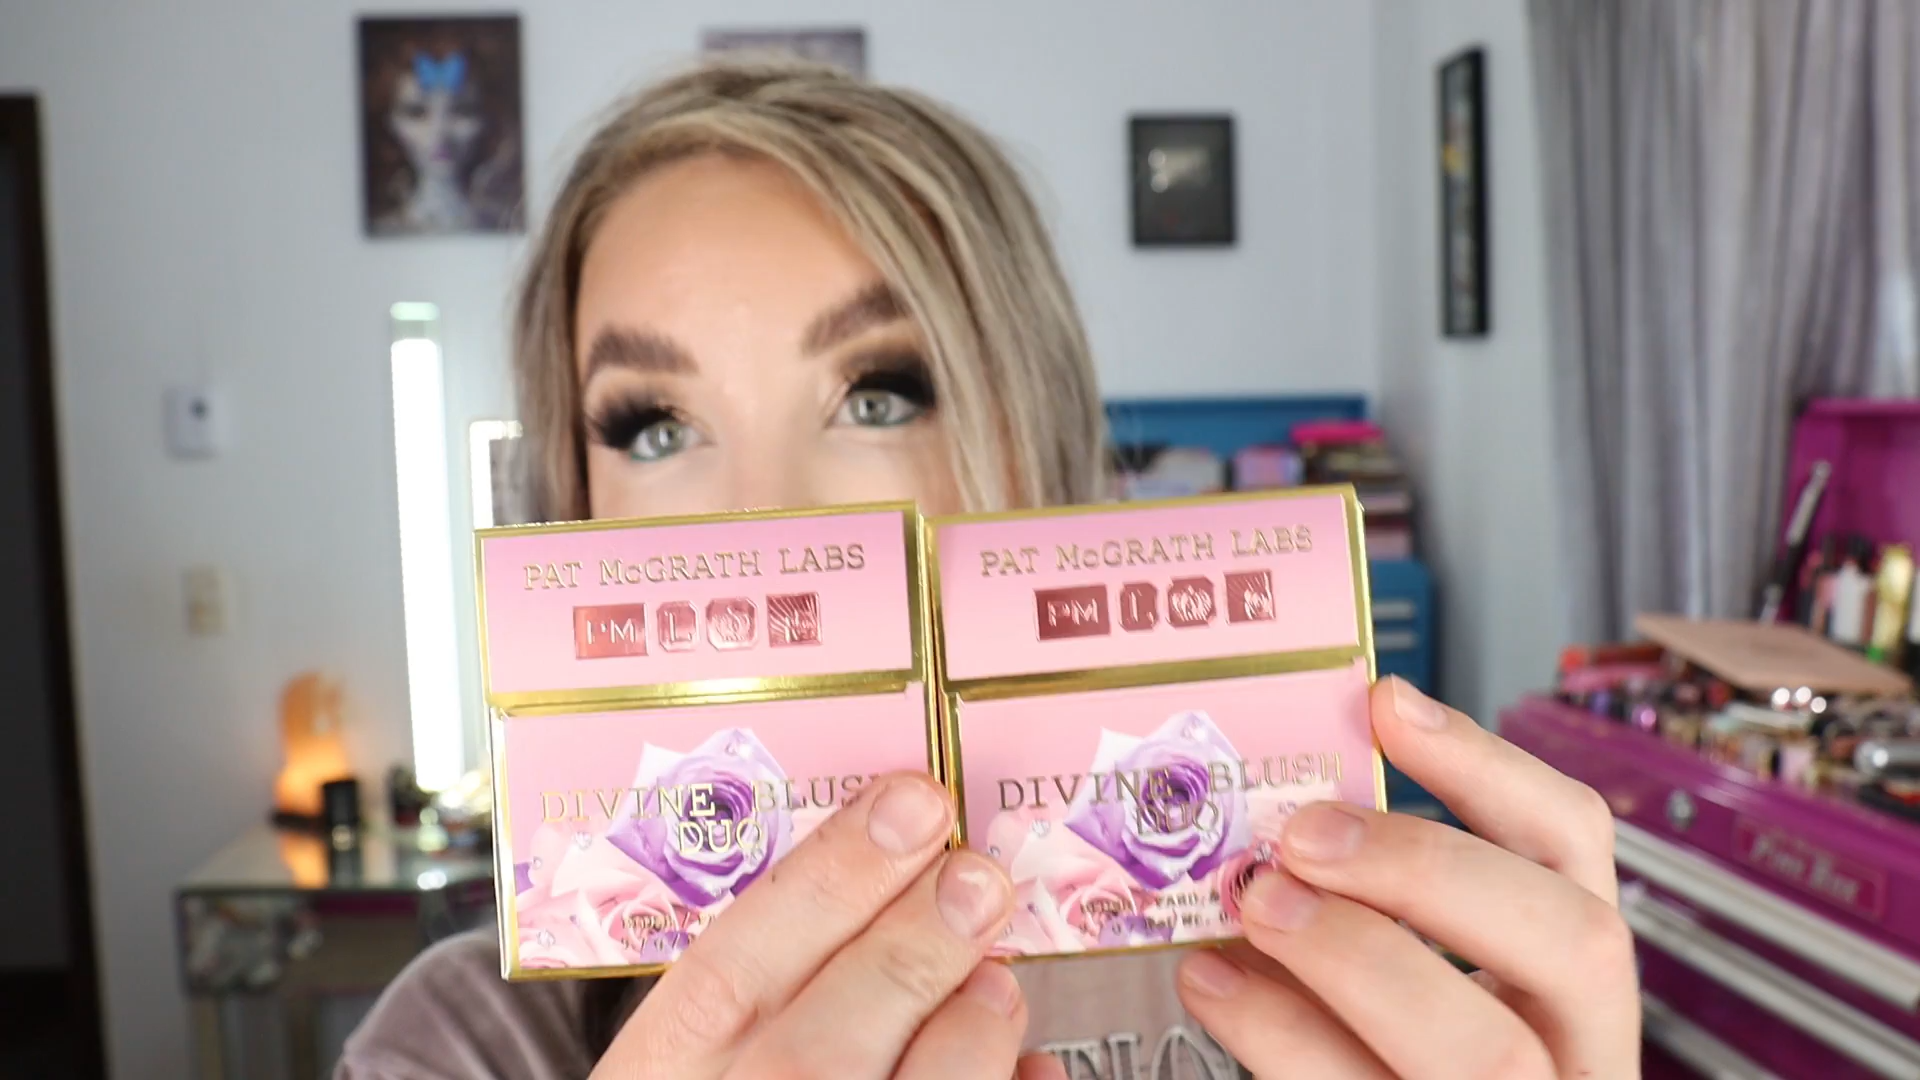 PAT McGRATH LABS
PM L
DIVINE BLUSH
DUO
PAT McGRATH LABS
PM L
DIVINE BLUSH
DUO